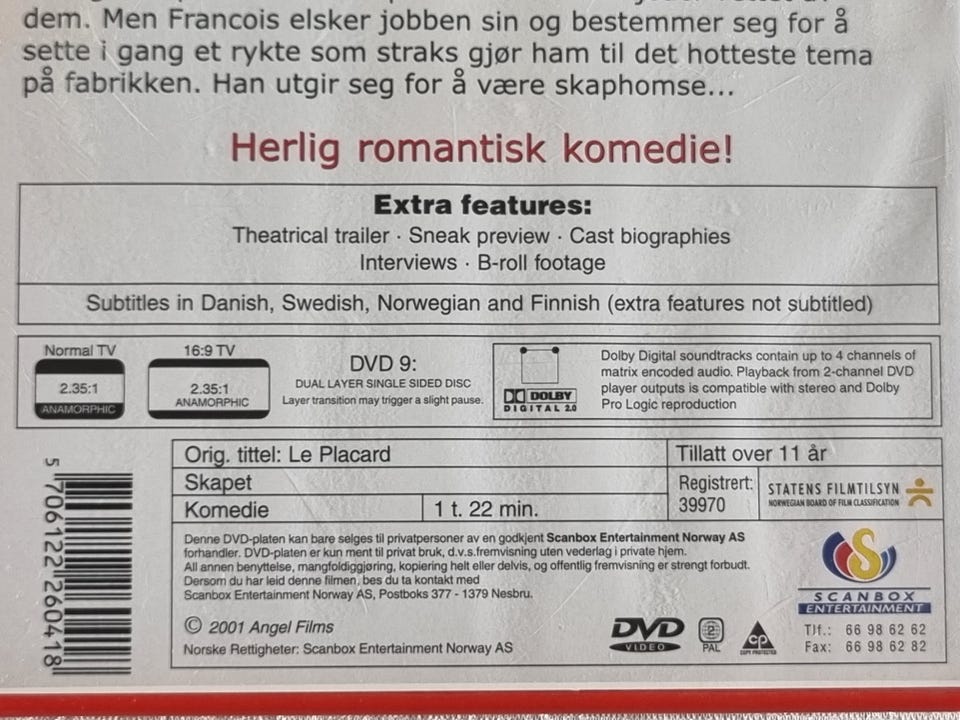 dem. Men Francois elsker jobben sin og bestemmer seg for å
sette i gang et rykte som straks gjør ham til det hotteste tema
på fabrikken. Han utgir seg for å være skaphomse...
Herlig romantisk komedie!
Extra features:
Theatrical trailer · Sneak preview · Cast biographies
Interviews · B-roll footage
Subtitles in Danish, Swedish, Norwegian and Finnish (extra features not subtitled)
Normal TV
2.35:1
ANAMORPHIC
16:9 TV
2.35:1
ANAMORPHIC
DVD 9:
DUAL LAYER SINGLE SIDED DISC
Layer transition may trigger a slight pause.
DOLBY
DIGITAL 2.0
Dolby Digital soundtracks contain up to 4 channels of
matrix encoded audio. Playback from 2-channel DVD
player outputs is compatible with stereo and Dolby
Pro Logic reproduction
5 706122 260418
Orig. tittel: Le Placard
Tillatt over 11 år
Skapet
Komedie
1 t. 22 min.
Registrert:
39970
STATENS FILMTILSYN
NORWEGIAN BOARD OF FILM CLASSIFICATION
Denne DVD-platen kan bare selges til privatpersoner av en godkjent Scanbox Entertainment Norway AS
forhandler. DVD-platen er kun ment til privat bruk, d.v.s.fremvisning uten vederlag i private hjem.
All annen benyttelse, mangfoldiggjøring, kopiering helt eller delvis, og offentlig fremvisning er strengt forbudt.
Dersom du har leid denne filmen, bes du ta kontakt med
Scanbox Entertainment Norway AS, Postboks 377 - 1379 Nesbru.
© 2001 Angel Films
Norske Rettigheter: Scanbox Entertainment Norway AS
DVD
VIDEO
2
PAL
CP
COPY PROTECTED
S
SCANBOX
ENTERTAINMENT
Tlf.: 66 98 62 62
Fax: 66 98 62 82